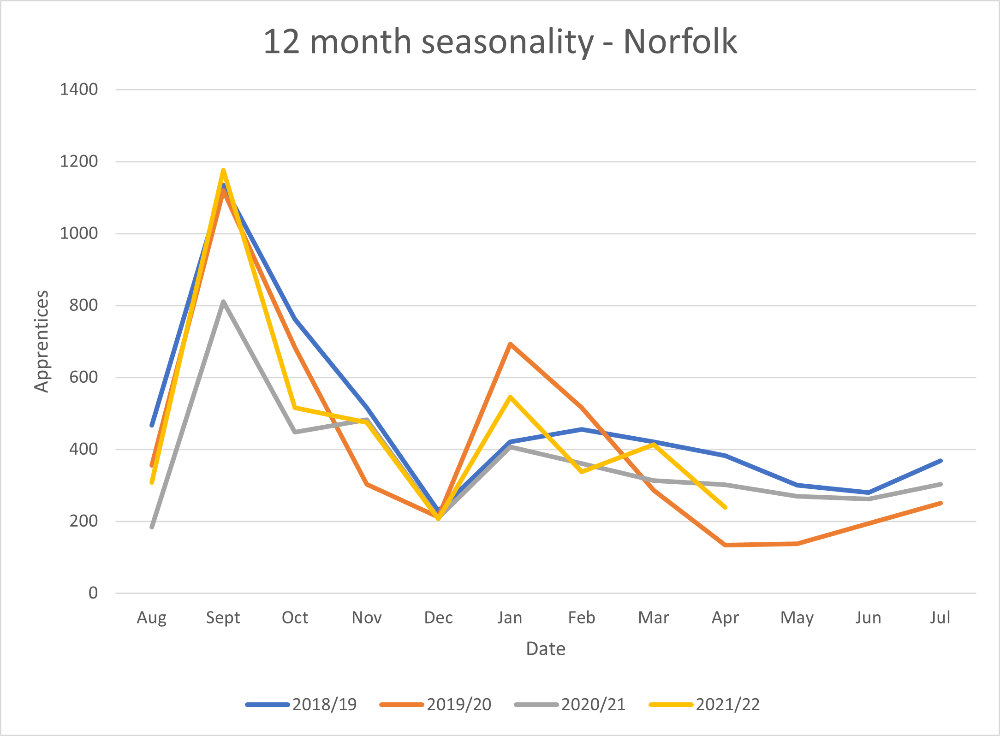 12 month seasonality - Norfolk
1400
1200
1000
800
600
400
200
0
Apprentices
Aug Sept Oct Nov Dec Jan Feb Mar Apr May Jun Jul
Date
2018/19 2019/20 2020/21 2021/22